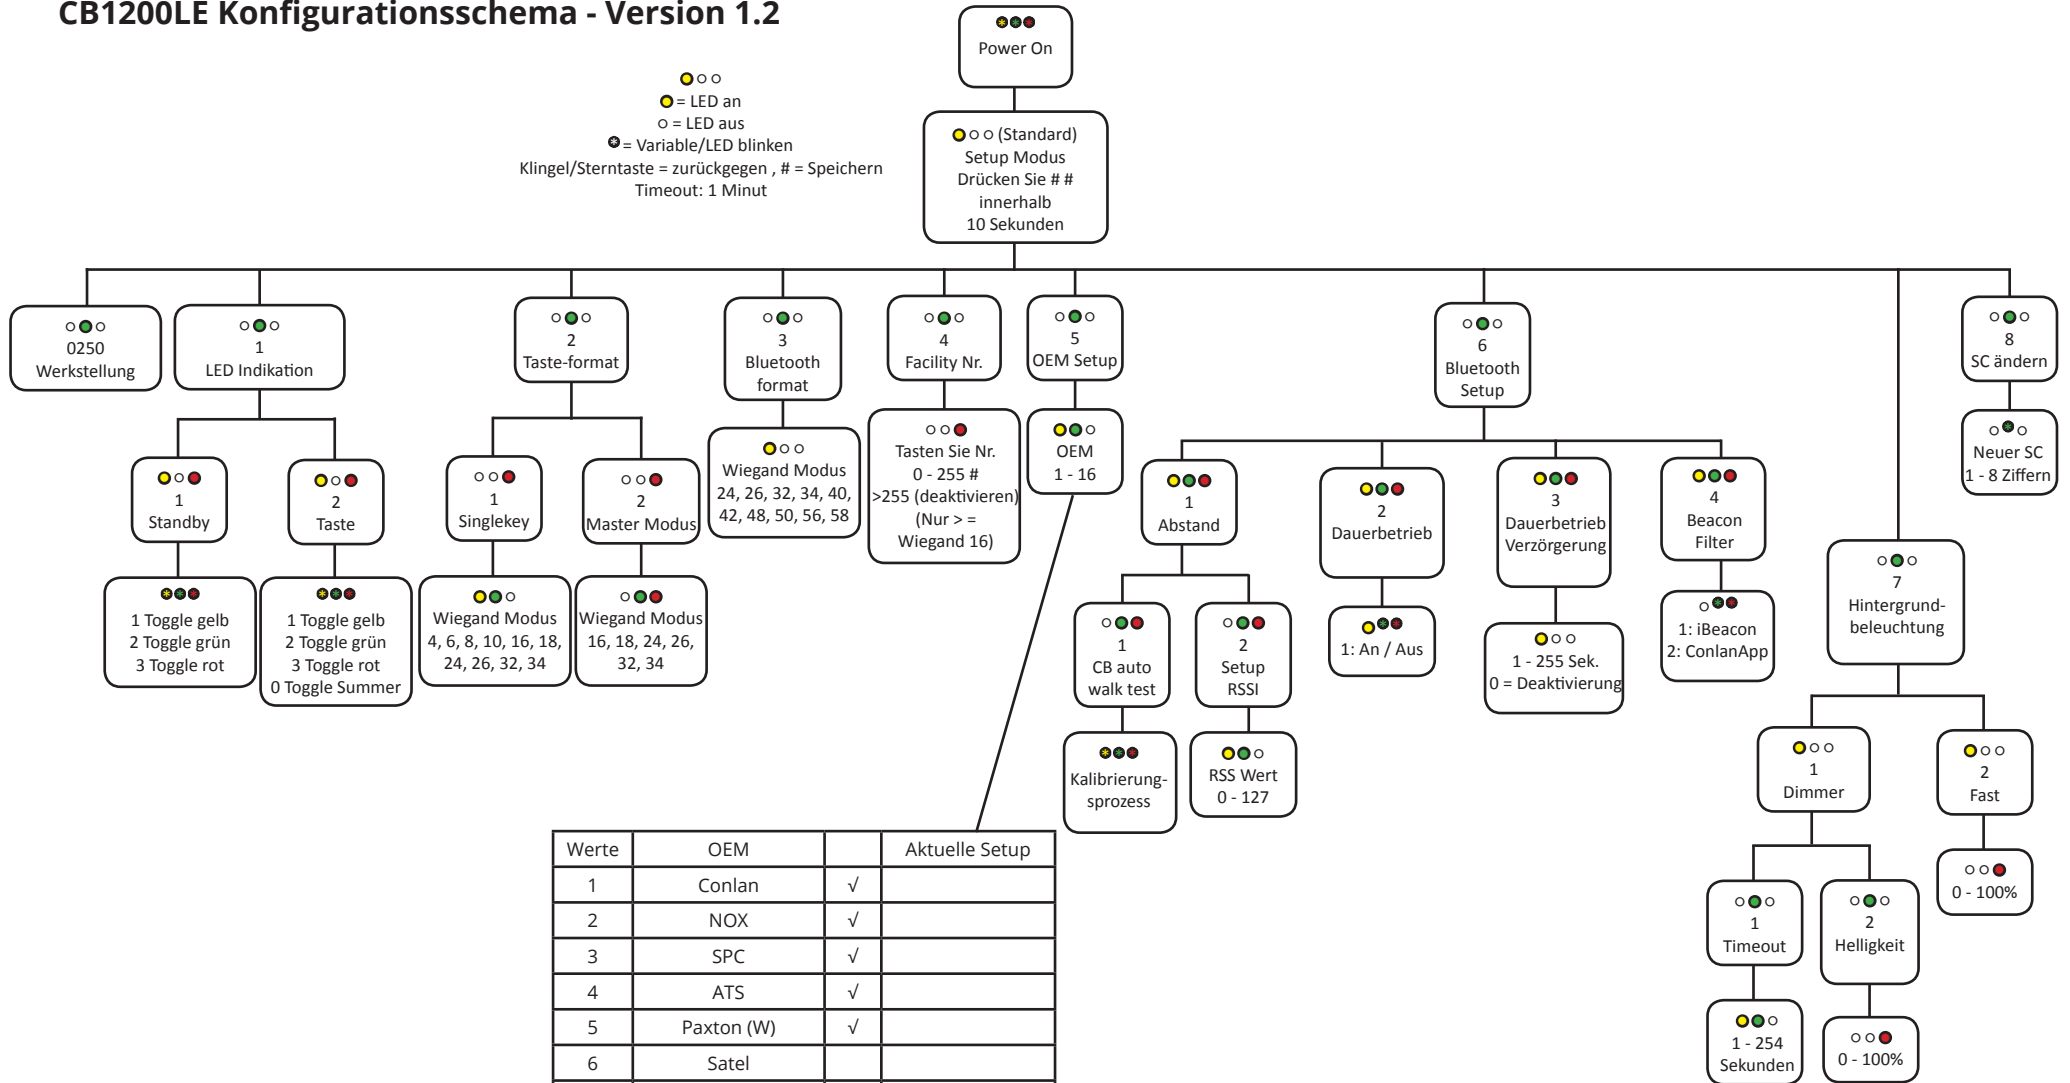 CB1200LE Konfigurationsschema - Version 1.2
Power On
= LED an
= LED aus
= Variable/LED blinken
Klingel/Sterntaste = zurückgegen , # = Speichern
Timeout: 1 Minut
(Standard)
Setup Modus
Drücken Sie # #
innerhalb
10 Sekunden
0250
Werkstellung
1
LED Indikation
1
Standby
1 Toggle gelb
2 Toggle grün
3 Toggle rot
2
Taste
1 Toggle gelb
2 Toggle grün
3 Toggle rot
0 Toggle Summer
2
Taste-format
1
Singlekey
Wiegand Modus
4, 6, 8, 10, 16, 18,
24, 26, 32, 34
2
Master Modus
Wiegand Modus
16, 18, 24, 26,
32, 34
3
Bluetooth
format
Wiegand Modus
24, 26, 32, 34, 40,
42, 48, 50, 56, 58
4
Facility Nr.
Tasten Sie Nr.
0 - 255 #
>255 (deaktivieren)
(Nur > =
Wiegand 16)
5
OEM Setup
OEM
1 - 16
6
Bluetooth
Setup
1
Abstand
1
CB auto
walk test
Kalibrierung-
sprozess
2
Setup
RSSI
RSS Wert
0 - 127
2
Dauerbetrieb
1: An / Aus
3
Dauerbetrieb
Verzörgerung
1 - 255 Sek.
0 = Deaktivierung
4
Beacon
Filter
1: iBeacon
2: ConlanApp
7
Hintergrund-
beleuchtung
1
Dimmer
1
Timeout
1 - 254
Sekunden
2
Helligkeit
0 - 100%
2
Fast
0 - 100%
8
SC ändern
Neuer SC
1 - 8 Ziffern
Werte OEM Aktuelle Setup
1 Conlan √
2 NOX √
3 SPC √
4 ATS √
5 Paxton (W) √
6 Satel